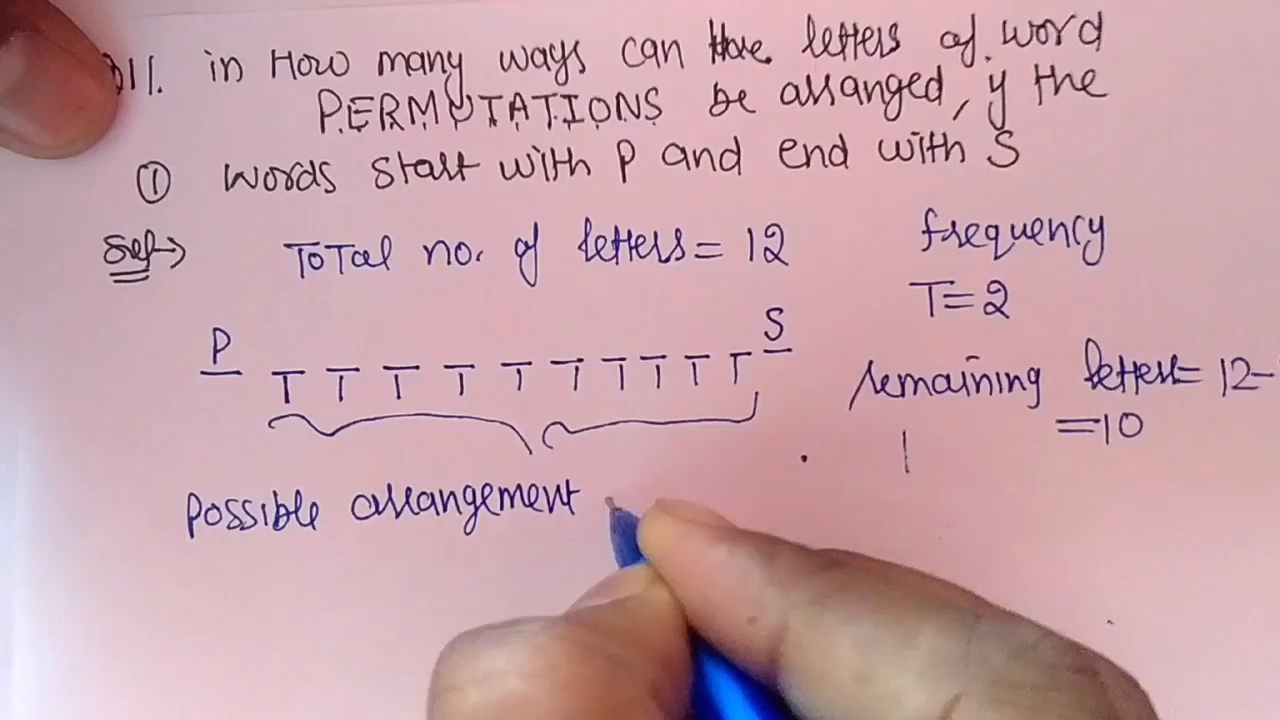 Q11. in How many ways can the letters of word
PERMUTATIONS be arranged, if the
① words start with P and end with S
Sol→ Total no. of letters = 12
frequency
T=2
P S
T T T T T T T T T T
remaining letters = 12-
=10
Possible arrangement